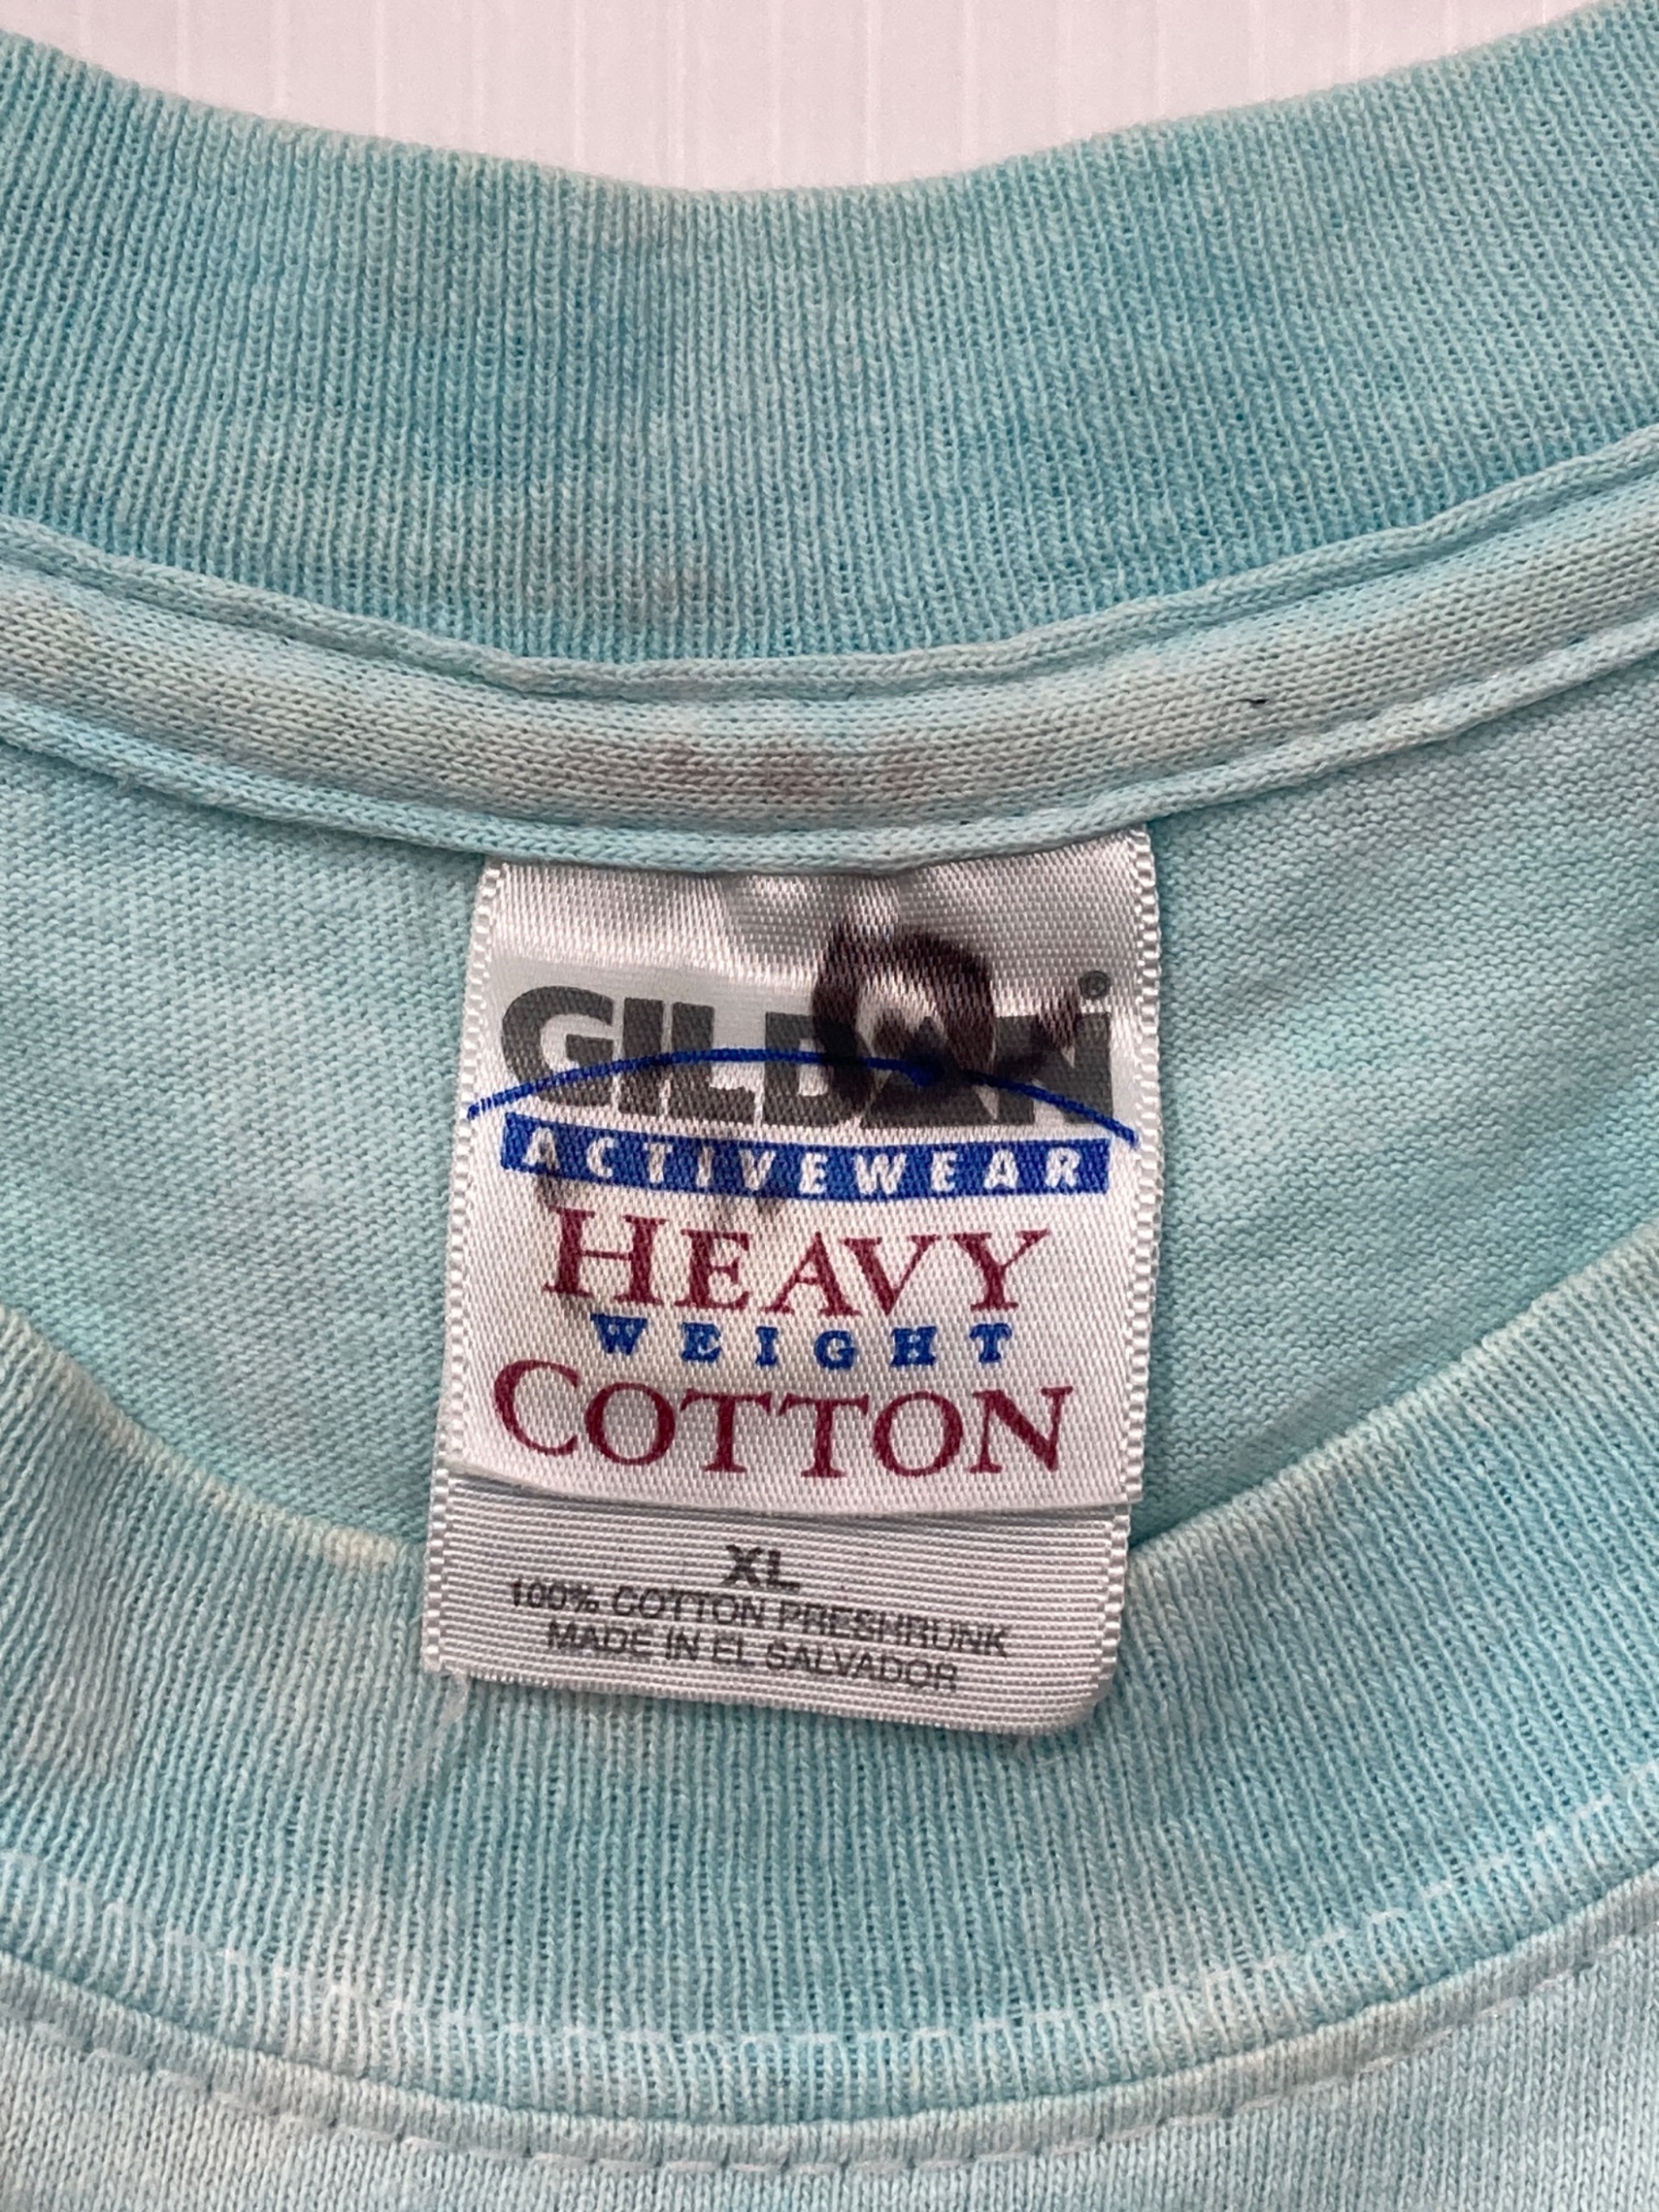 GILDAN®
ACTIVEWEAR
HEAVY
WEIGHT
COTTON
XL
100% COTTON PRESHRUNK
MADE IN EL SALVADOR